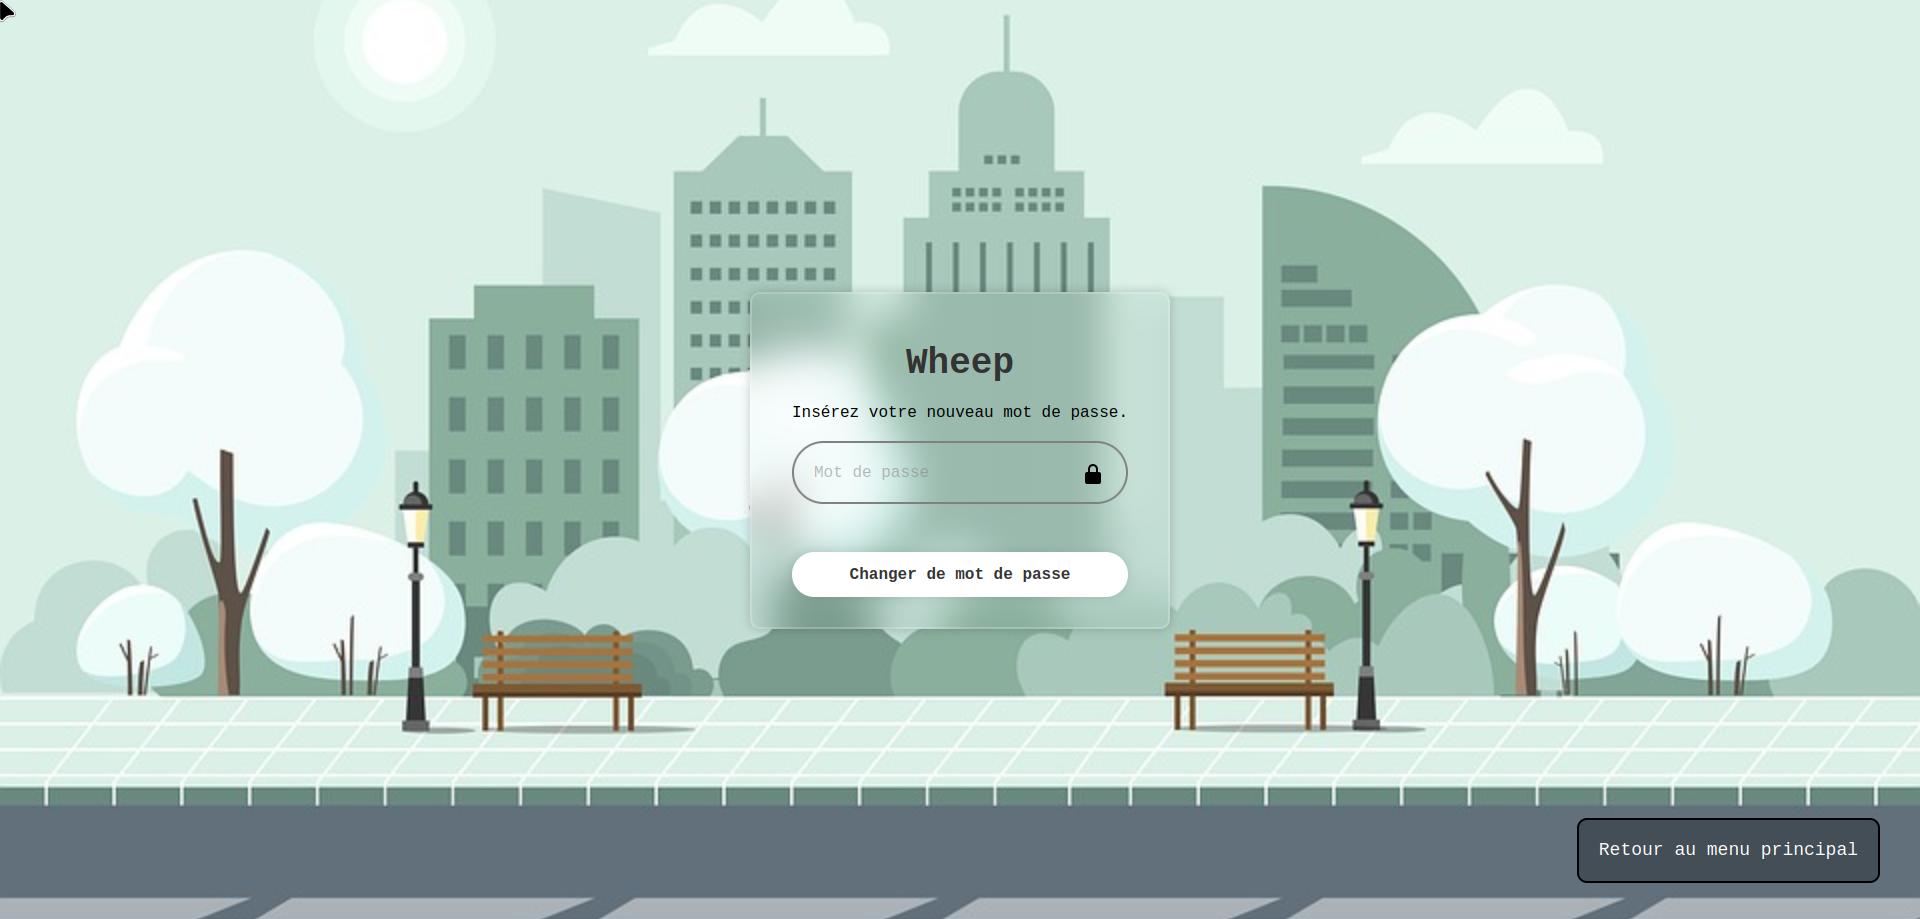 Wheep
Insérez votre nouveau mot de passe.
Mot de passe
Changer de mot de passe
Retour au menu principal